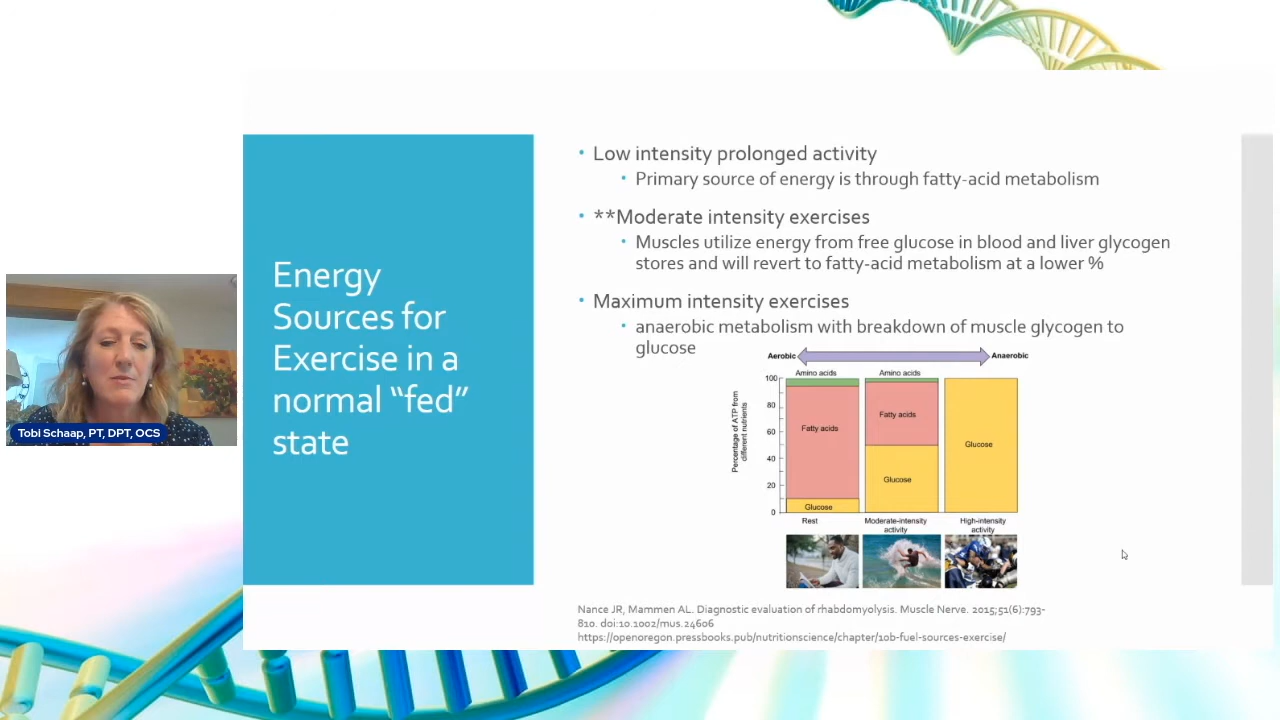 Energy
Sources for
Exercise in a
normal “fed”
state
Tobi Schaap, PT, DPT, OCS
• Low intensity prolonged activity
• Primary source of energy is through fatty-acid metabolism
• **Moderate intensity exercises
• Muscles utilize energy from free glucose in blood and liver glycogen
stores and will revert to fatty-acid metabolism at a lower %
• Maximum intensity exercises
• anaerobic metabolism with breakdown of muscle glycogen to
glucose
Aerobic Anaerobic
Amino acids Amino acids
Percentage of ATP from
different nutrients
100
80
60
40
20
0
Fatty acids Fatty acids Glucose
Glucose Glucose
Rest Moderate-intensity High-intensity
activity activity
Nance JR, Mammen AL. Diagnostic evaluation of rhabdomyolysis. Muscle Nerve. 2015;51(6):793-
810. doi:10.1002/mus.24606
https://openoregon.pressbooks.pub/nutritionscience/chapter/10b-fuel-sources-exercise/